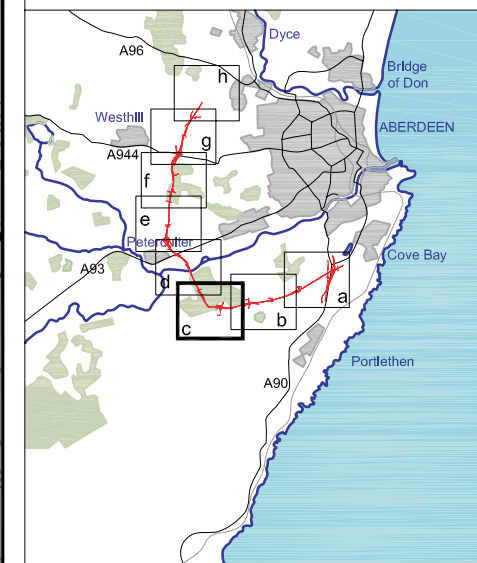 Dyce
A96
Bridge
of Don
h
Westhill
ABERDEEN
g
A944
f
e
Peterculter
Cove Bay
A93
d
a
b
c
Portlethen
A90